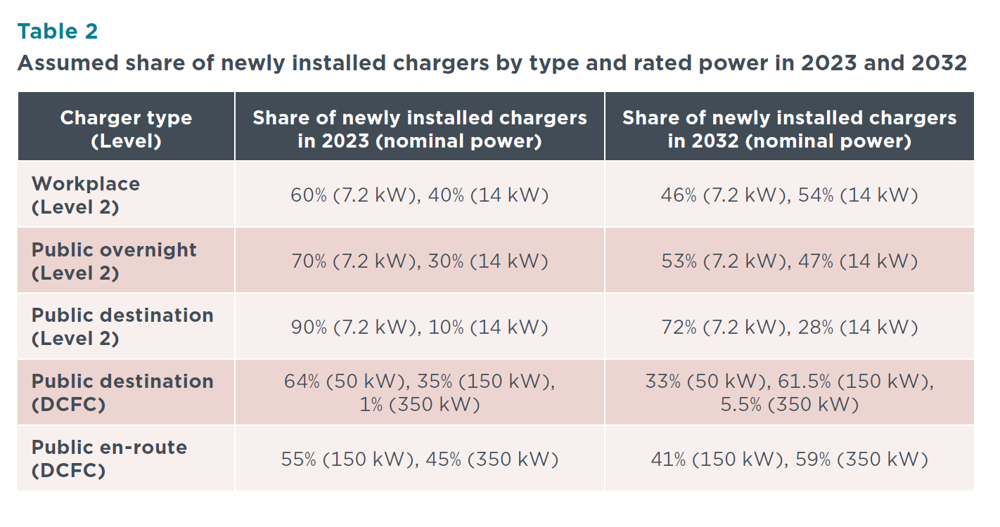 Table 2
Assumed share of newly installed chargers by type and rated power in 2023 and 2032
Charger type
(Level)
Share of newly installed chargers
in 2023 (nominal power)
Share of newly installed chargers
in 2032 (nominal power)
Workplace
(Level 2)
60% (7.2 kW), 40% (14 kW)
46% (7.2 kW), 54% (14 kW)
Public overnight
(Level 2)
70% (7.2 kW), 30% (14 kW)
53% (7.2 kW), 47% (14 kW)
Public destination
(Level 2)
90% (7.2 kW), 10% (14 kW)
72% (7.2 kW), 28% (14 kW)
Public destination
(DCFC)
64% (50 kW), 35% (150 kW),
1% (350 kW)
33% (50 kW), 61.5% (150 kW),
5.5% (350 kW)
Public en-route
(DCFC)
55% (150 kW), 45% (350 kW)
41% (150 kW), 59% (350 kW)